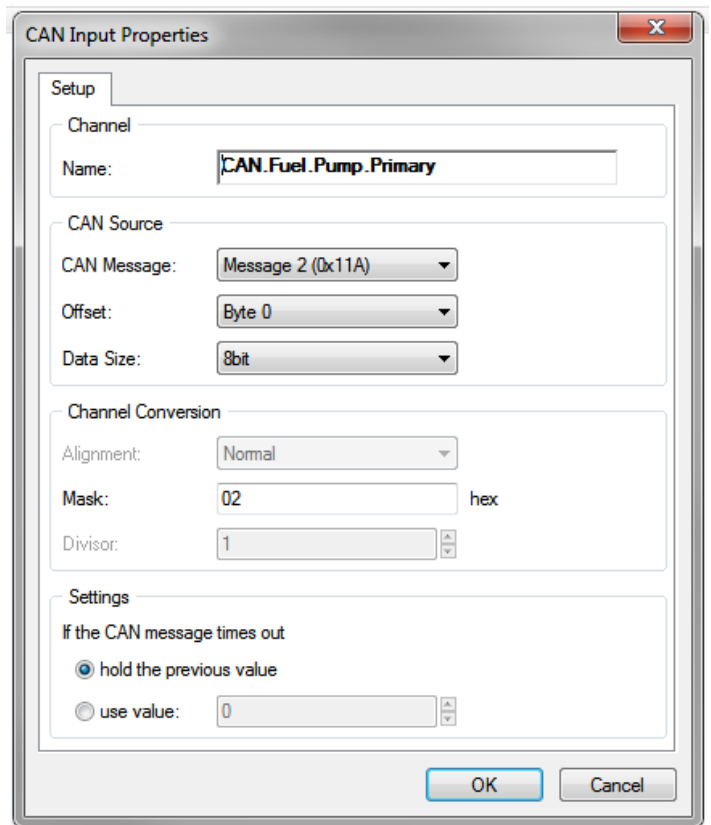 CAN Input Properties
Setup
Channel
Name: CAN.Fuel.Pump.Primary
CAN Source
CAN Message: Message 2 (0x11A)
Offset: Byte 0
Data Size: 8bit
Channel Conversion
Alignment: Normal
Mask: 02 hex
Divisor: 1
Settings
If the CAN message times out
hold the previous value
use value: 0
OK Cancel